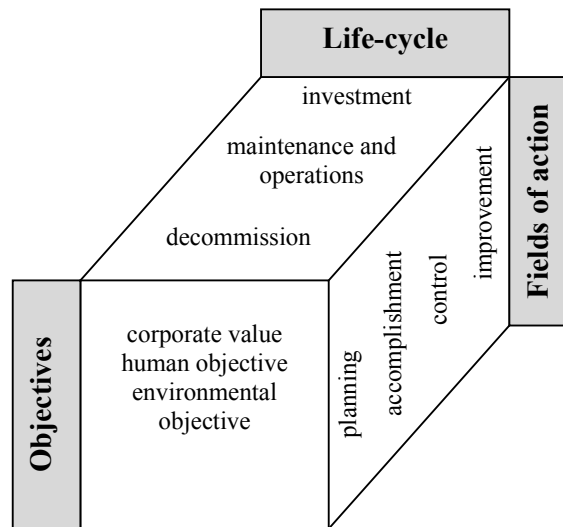 Life-cycle
investment
maintenance and
operations
decommission
Objectives
corporate value
human objective
environmental
objective
planning
accomplishment
control
improvement
Fields of action